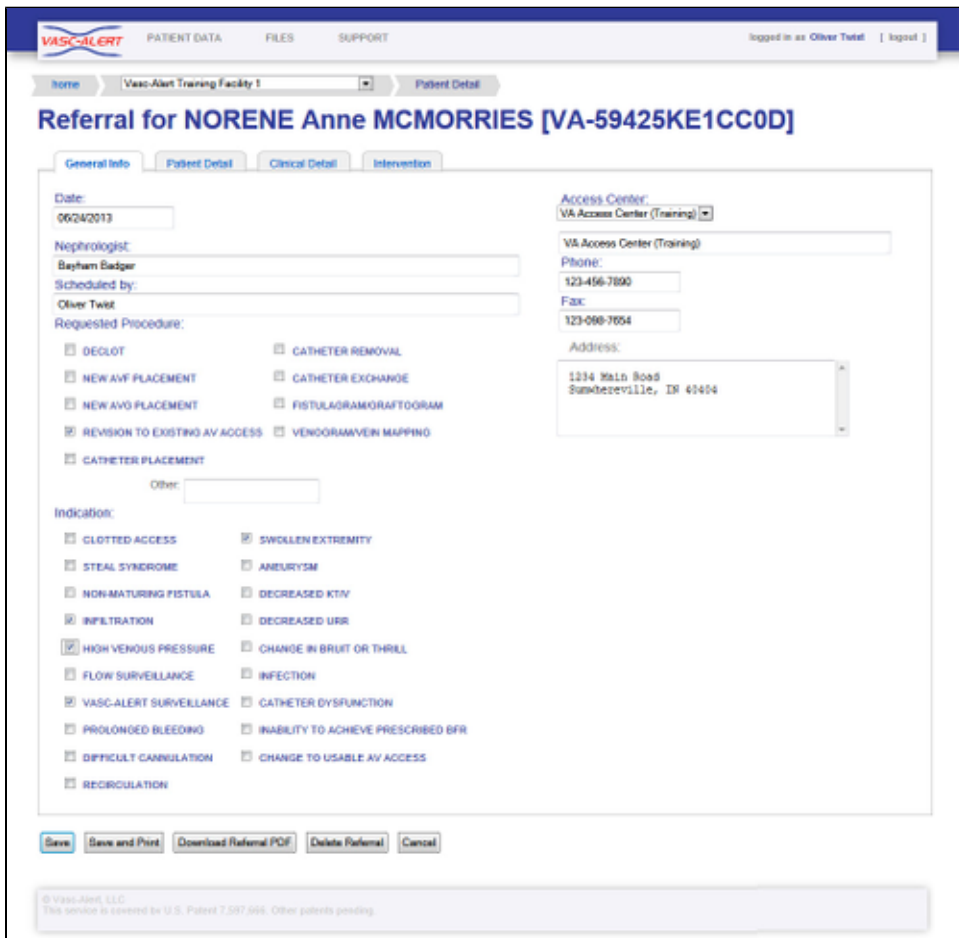 VASC-ALERT PATIENT DATA FILES SUPPORT logged in as Oliver Twist [ logout ]
home Vasc-Alert Training Facility 1 Patient Detail
Referral for NORENE Anne MCMORRIES [VA-59425KE1CC0D]
General Info Patient Detail Clinical Detail Intervention
Date:
06/24/2013
Nephrologist:
Bayham Badger
Scheduled by:
Oliver Twist
Requested Procedure:
DECLOT CATHETER REMOVAL
NEW AVF PLACEMENT CATHETER EXCHANGE
NEW AVG PLACEMENT FISTULAGRAM/GRAFTOGRAM
REVISION TO EXISTING AV ACCESS VENOGRAM/VEIN MAPPING
CATHETER PLACEMENT
Other:
Access Center:
VA Access Center (Training)
VA Access Center (Training)
Phone:
123-456-7890
Fax:
123-098-7654
Address:
1234 Main Road
Sumwhereville, IN 40404
Indication:
CLOTTED ACCESS SWOLLEN EXTREMITY
STEAL SYNDROME ANEURYSM
NON-MATURING FISTULA DECREASED KT/V
INFILTRATION DECREASED URR
HIGH VENOUS PRESSURE CHANGE IN BRUIT OR THRILL
FLOW SURVEILLANCE INFECTION
VASC-ALERT SURVEILLANCE CATHETER DYSFUNCTION
PROLONGED BLEEDING INABILITY TO ACHIEVE PRESCRIBED BFR
DIFFICULT CANNULATION CHANGE TO USABLE AV ACCESS
RECIRCULATION
Save Save and Print Download Referral PDF Delete Referral Cancel
© Vasc-Alert, LLC
This service is covered by U.S. Patent 7,597,666. Other patents pending.